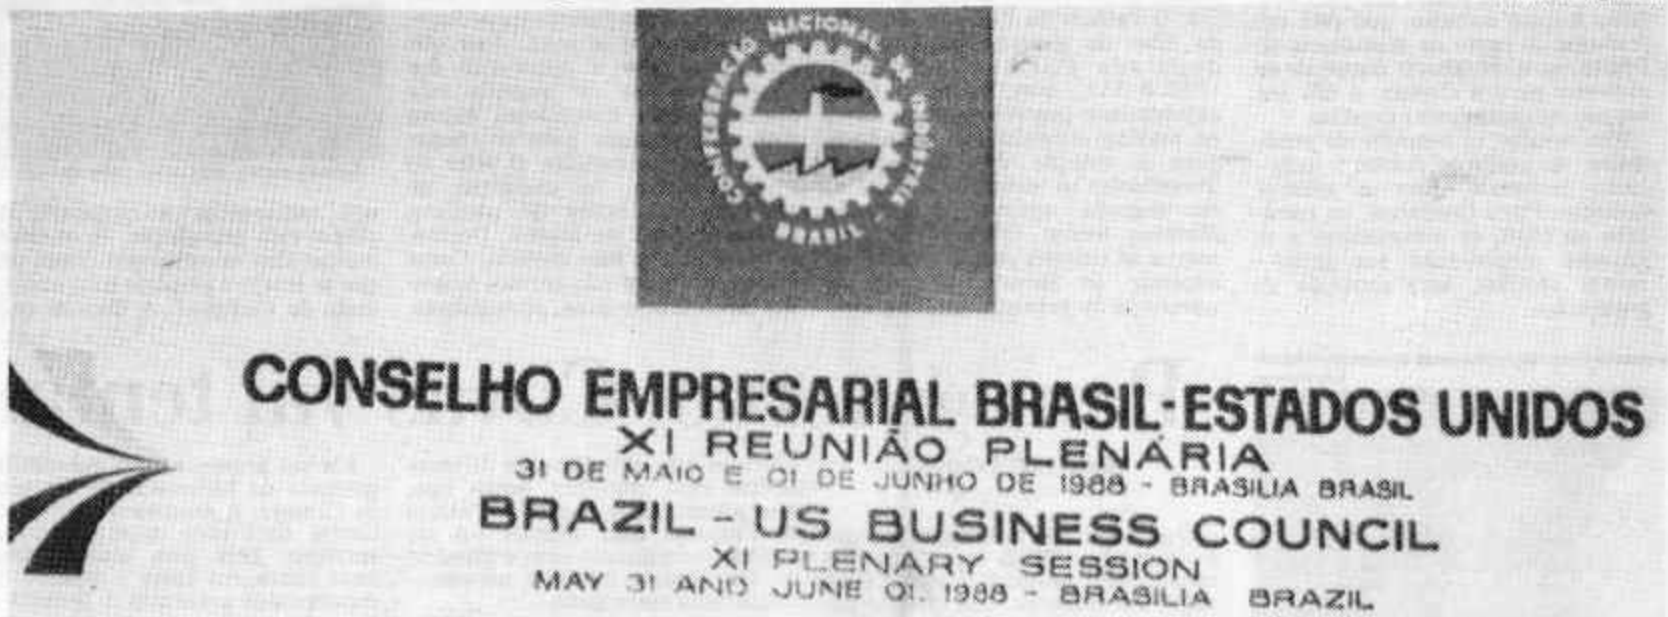 CONFEDERAÇÃO NACIONAL DA INDÚSTRIA
- BRASIL -
CONSELHO EMPRESARIAL BRASIL-ESTADOS UNIDOS
XI REUNIÃO PLENÁRIA
31 DE MAIO E 01 DE JUNHO DE 1988 - BRASILIA BRASIL
BRAZIL - US BUSINESS COUNCIL
XI PLENARY SESSION
MAY 31 AND JUNE 01. 1988 - BRASILIA BRAZIL